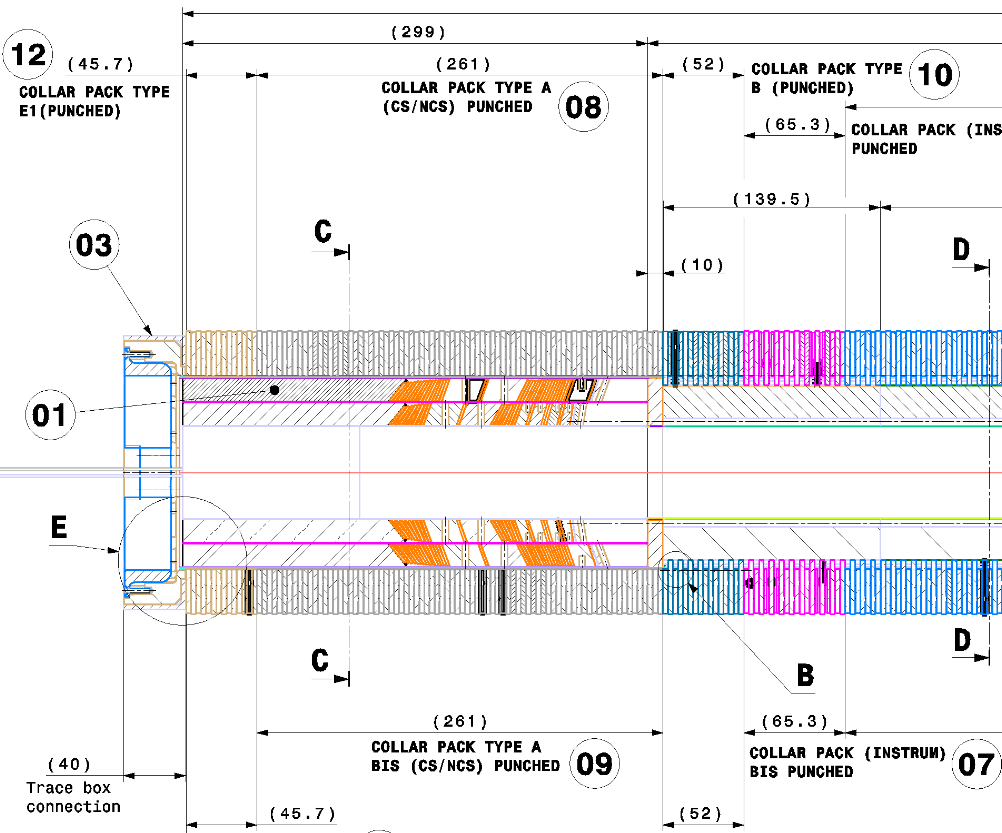 (299)
12
(45.7)
COLLAR PACK TYPE
E1(PUNCHED)
(261)
COLLAR PACK TYPE A
(CS/NCS) PUNCHED
08
(52)
COLLAR PACK TYPE
B (PUNCHED)
10
(65.3)
COLLAR PACK (INS
PUNCHED
(139.5)
03
C
D
(10)
01
E
C
D
B
(261)
COLLAR PACK TYPE A
BIS (CS/NCS) PUNCHED
09
(65.3)
COLLAR PACK (INSTRUM)
BIS PUNCHED
07
(40)
Trace box
connection
(45.7)
(52)